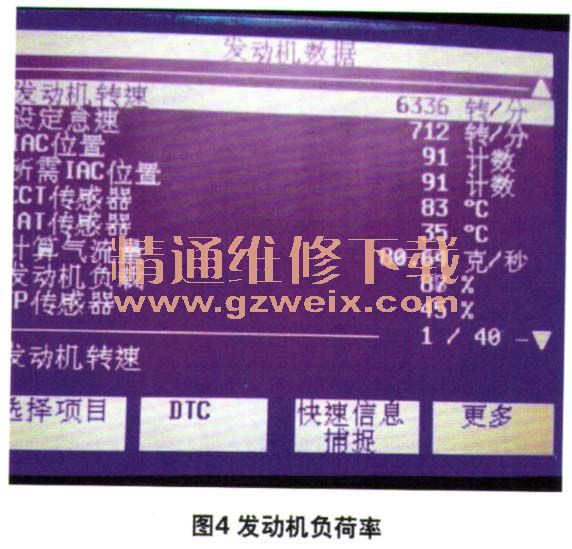 发动机数据
发动机转速 6336 转/分
设定怠速 712 转/分
IAC位置 91 计数
所需IAC位置 91 计数
ECT传感器 83 °C
IAT传感器 35 °C
计算气流量 克/秒
发动机负载 87 %
P传感器 45 %
精通维修下载
www.gzweix.com
1 / 40
发动机转速
选择项目 DTC 快速信息 更多
捕捉
图4 发动机负荷率